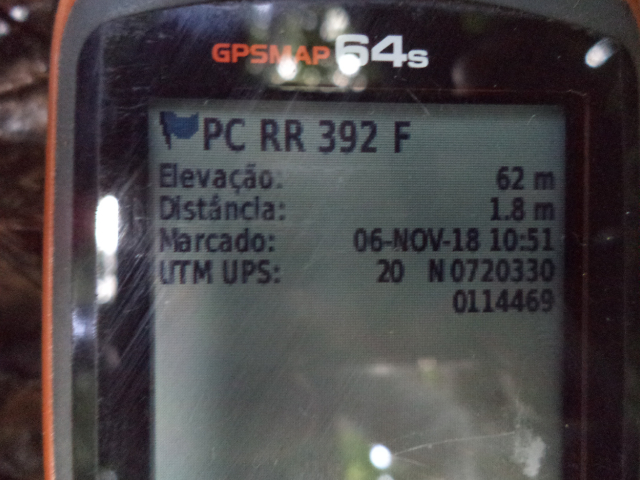 GPSMAP 64s
PC RR 392 F
Elevação: 62 m
Distância: 1.8 m
Marcado: 06-NOV-18 10:51
UTM UPS: 20 N 0720330
0114469